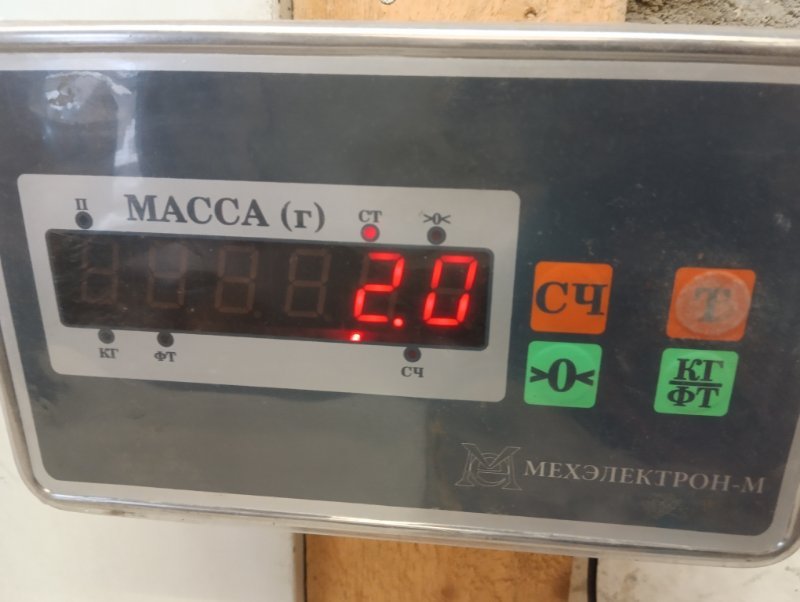 П
МАССА (г)
СТ
>0<
2.0
КГ
ФТ
СЧ
СЧ
Т
>0<
КГ
ФТ
МЕХЭЛЕКТРОН-М